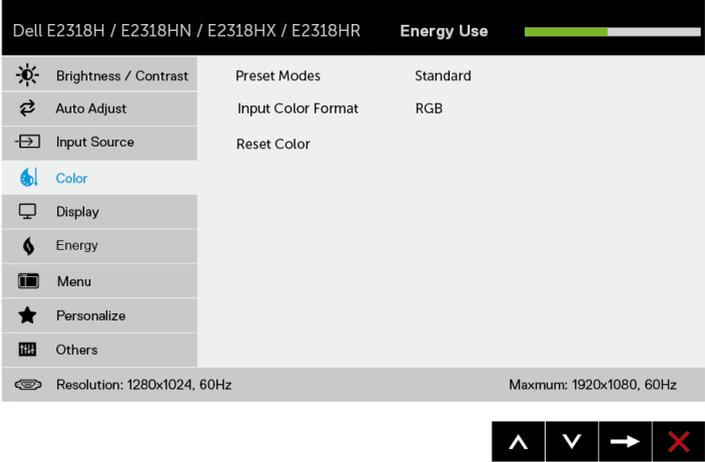 Dell E2318H / E2318HN / E2318HX / E2318HR Energy Use
Brightness / Contrast Preset Modes Standard
Auto Adjust Input Color Format RGB
Input Source Reset Color
Color
Display
Energy
Menu
Personalize
Others
Resolution: 1280x1024, 60Hz Maxmum: 1920x1080, 60Hz